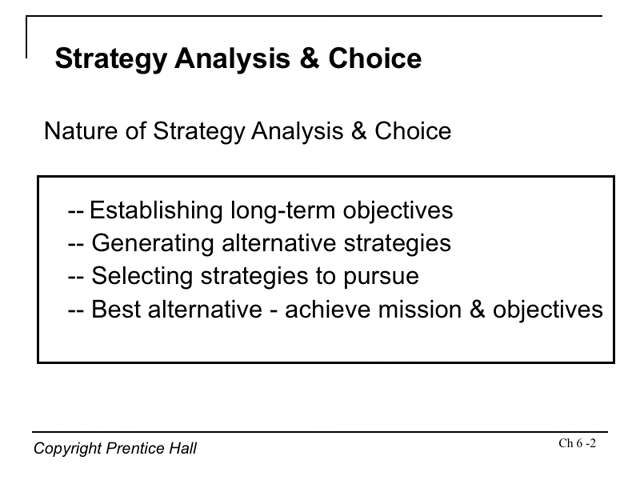 Strategy Analysis & Choice
Nature of Strategy Analysis & Choice
-- Establishing long-term objectives
-- Generating alternative strategies
-- Selecting strategies to pursue
-- Best alternative - achieve mission & objectives
Copyright Prentice Hall
Ch 6 -2